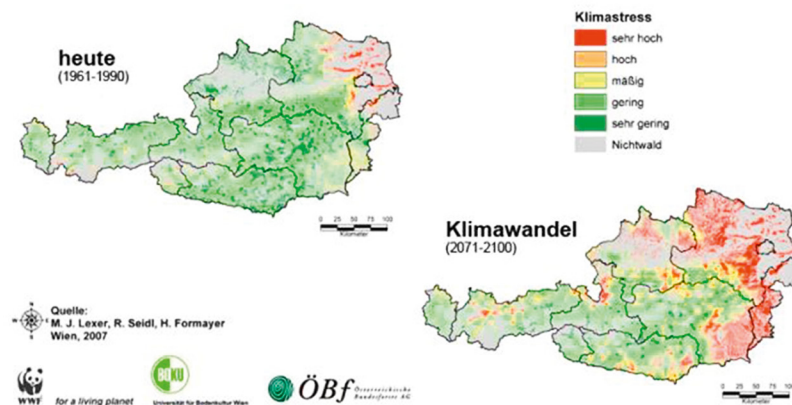 heute
(1961-1990)
Klimastress
sehr hoch
hoch
mäßig
gering
sehr gering
Nichtwald
0 25 50 75 100
Kilometer
Klimawandel
(2071-2100)
0 25 50 75 100
Kilometer
N
W
E
S
Quelle:
M. J. Lexer, R. Seidl, H. Formayer
Wien, 2007
WWF
for a living planet
BOKU
Universität für Bodenkultur Wien
ÖBf
Österreichische
Bundesforste AG